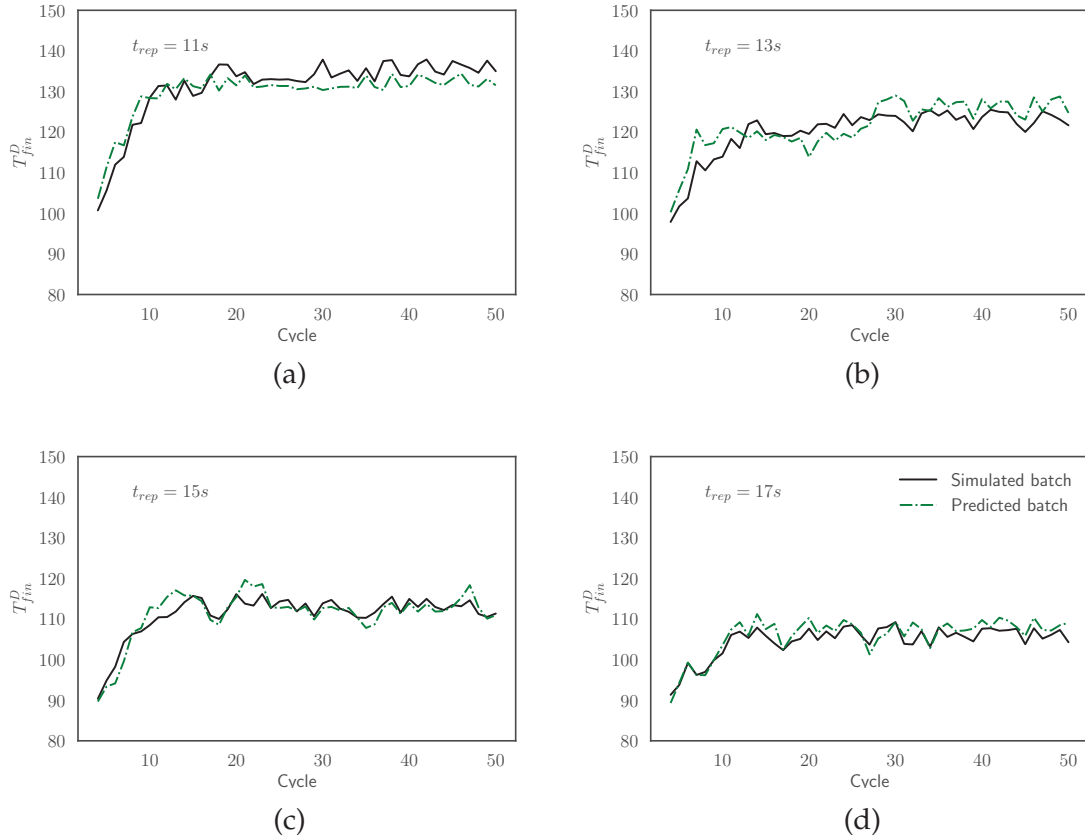 150
140
130
120
110
100
90
80
T^D_fin
t_rep = 11s
10 20 30 40 50
Cycle
(a)
150
140
130
120
110
100
90
80
T^D_fin
t_rep = 13s
10 20 30 40 50
Cycle
(b)
150
140
130
120
110
100
90
80
T^D_fin
t_rep = 15s
10 20 30 40 50
Cycle
(c)
150
140
130
120
110
100
90
80
T^D_fin
t_rep = 17s
Simulated batch
Predicted batch
10 20 30 40 50
Cycle
(d)